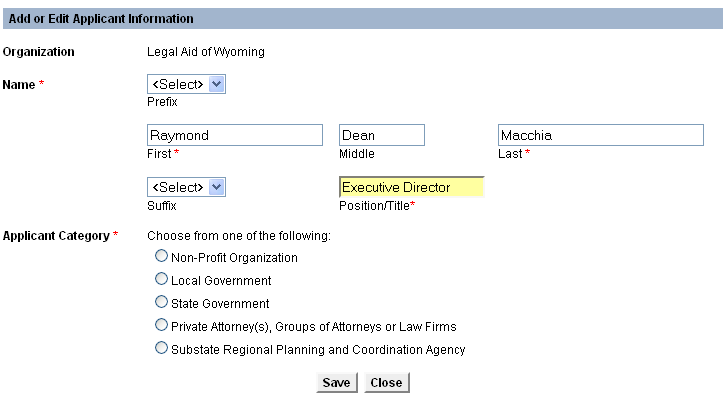 Add or Edit Applicant Information
Organization Legal Aid of Wyoming
Name * <Select>
Prefix
Raymond Dean Macchia
First * Middle Last *
<Select> Executive Director
Suffix Position/Title*
Applicant Category * Choose from one of the following:
Non-Profit Organization
Local Government
State Government
Private Attorney(s), Groups of Attorneys or Law Firms
Substate Regional Planning and Coordination Agency
Save Close